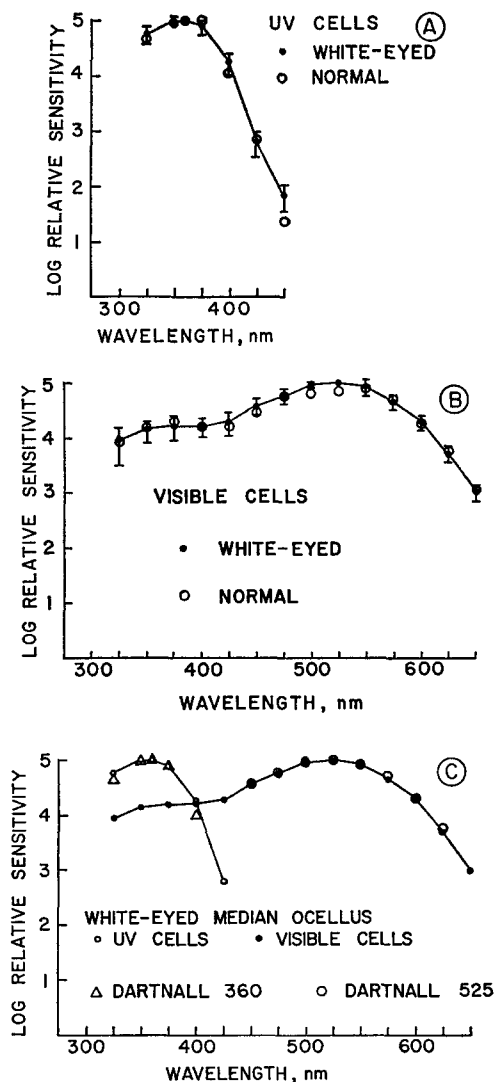 UV CELLS
A
WHITE-EYED
NORMAL
LOG RELATIVE SENSITIVITY
5
4
3
2
1
300 400
WAVELENGTH, nm
B
LOG RELATIVE SENSITIVITY
5
4
3
2
1
VISIBLE CELLS
WHITE-EYED
NORMAL
300 400 500 600
WAVELENGTH, nm
C
LOG RELATIVE SENSITIVITY
5
4
3
2
1
WHITE-EYED MEDIAN OCELLUS
UV CELLS VISIBLE CELLS
DARTNALL 360 DARTNALL 525
300 400 500 600
WAVELENGTH, nm